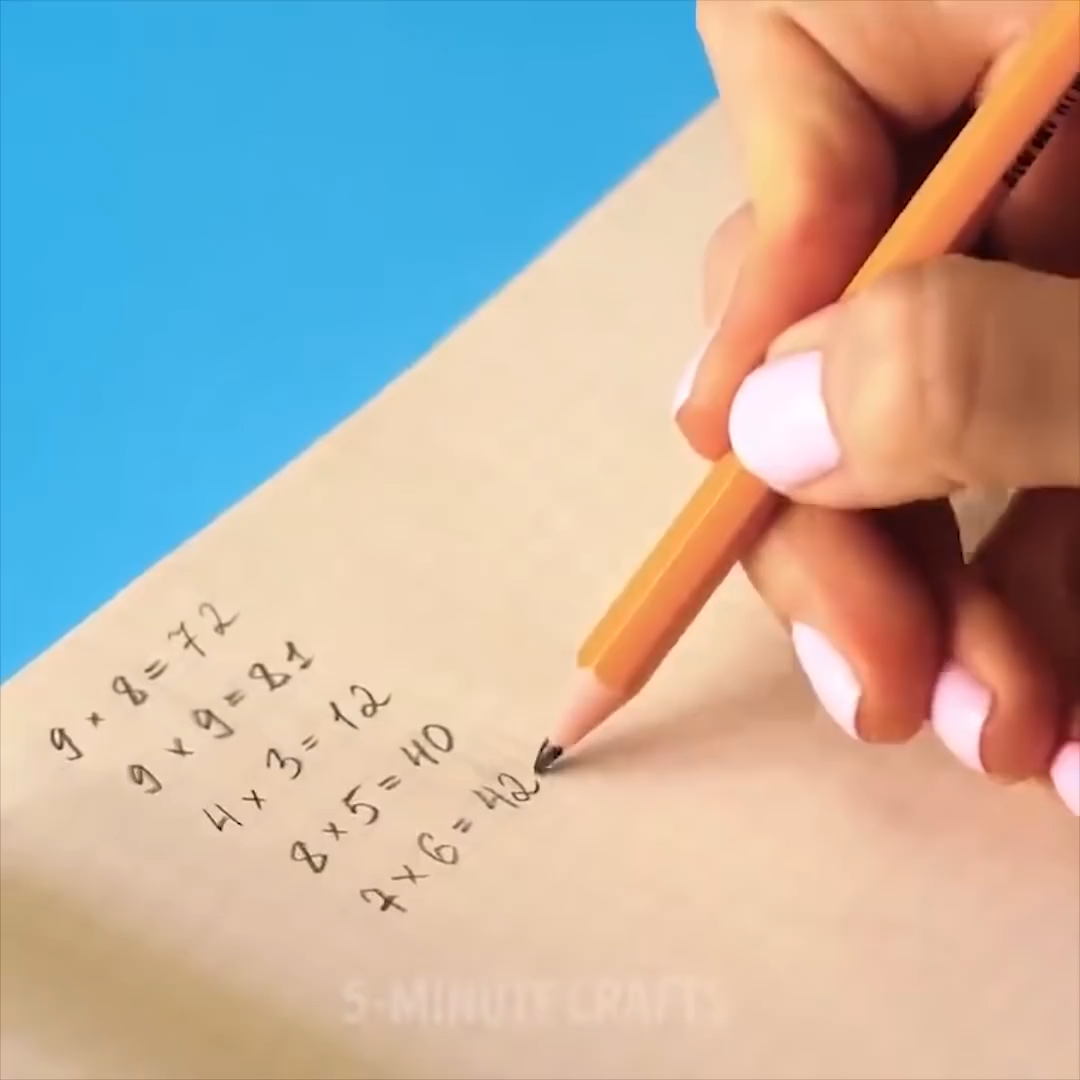 9 × 8 = 72
9 × 9 = 81
4 × 3 = 12
8 × 5 = 40
7 × 6 = 42
5-MINUTE CRAFTS